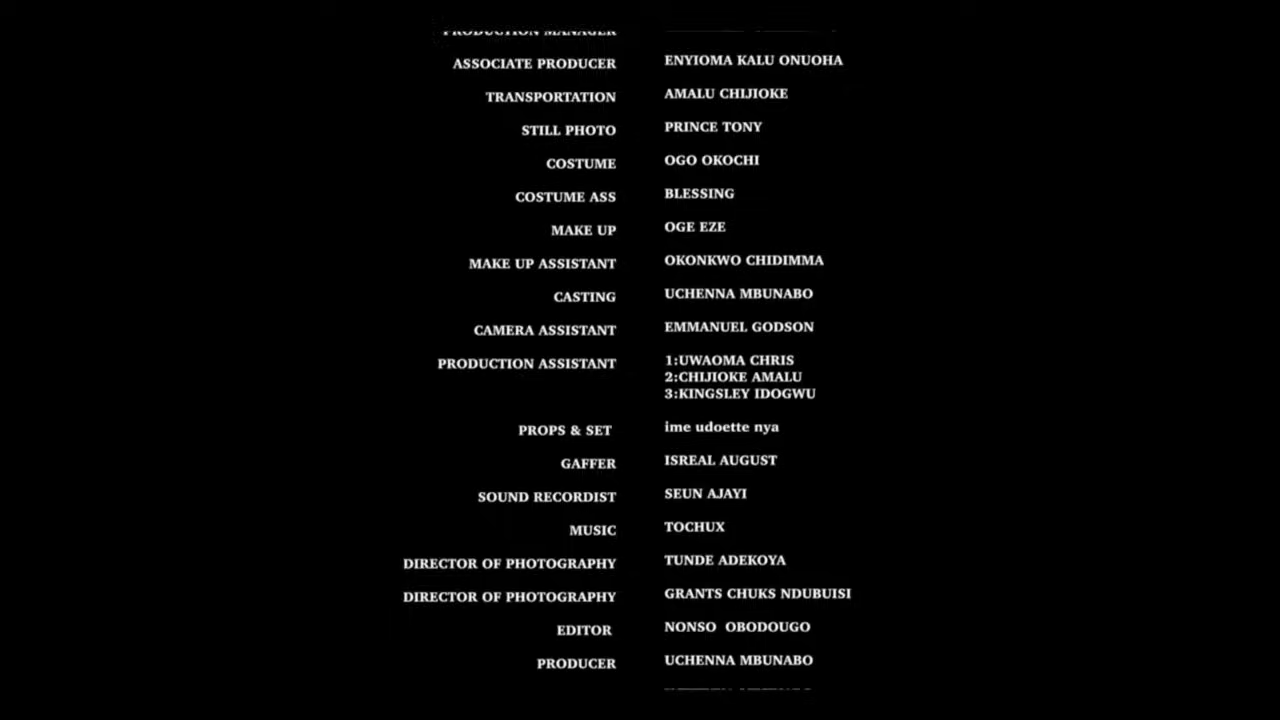 PRODUCTION MANAGER
ASSOCIATE PRODUCER ENYIOMA KALU ONUOHA
TRANSPORTATION AMALU CHIJIOKE
STILL PHOTO PRINCE TONY
COSTUME OGO OKOCHI
COSTUME ASS BLESSING
MAKE UP OGE EZE
MAKE UP ASSISTANT OKONKWO CHIDIMMA
CASTING UCHENNA MBUNABO
CAMERA ASSISTANT EMMANUEL GODSON
PRODUCTION ASSISTANT 1:UWAOMA CHRIS
2:CHIJIOKE AMALU
3:KINGSLEY IDOGWU
PROPS & SET ime udoette nya
GAFFER ISREAL AUGUST
SOUND RECORDIST SEUN AJAYI
MUSIC TOCHUX
DIRECTOR OF PHOTOGRAPHY TUNDE ADEKOYA
DIRECTOR OF PHOTOGRAPHY GRANTS CHUKS NDUBUISI
EDITOR NONSO OBODOUGO
PRODUCER UCHENNA MBUNABO